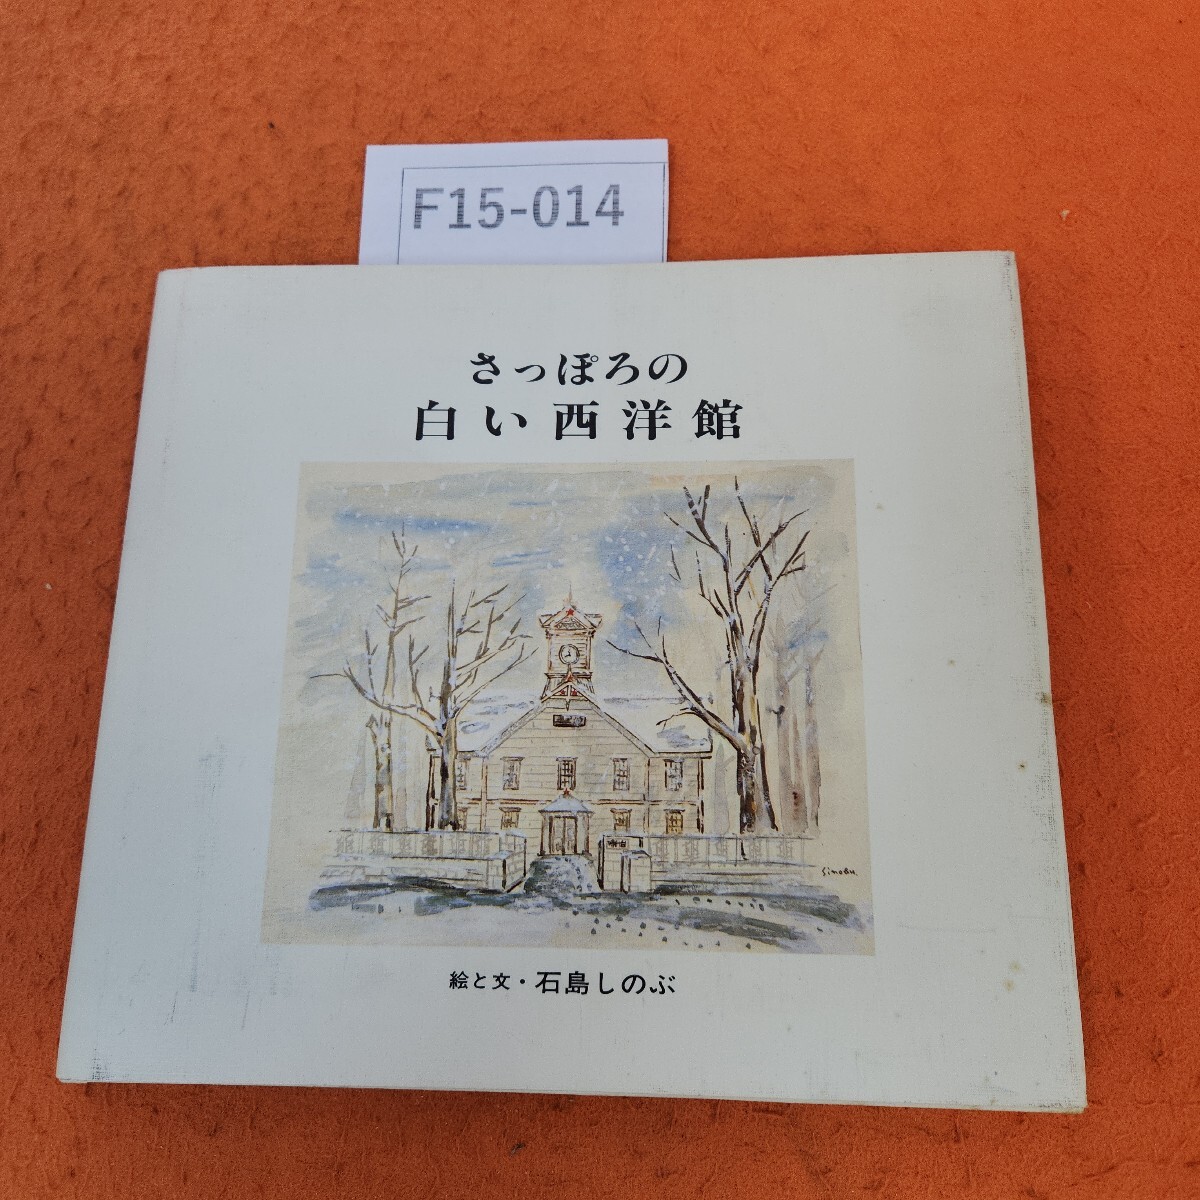 F15-014
さっぽろの
白い西洋館
Sinobu.
絵と文・石島しのぶ